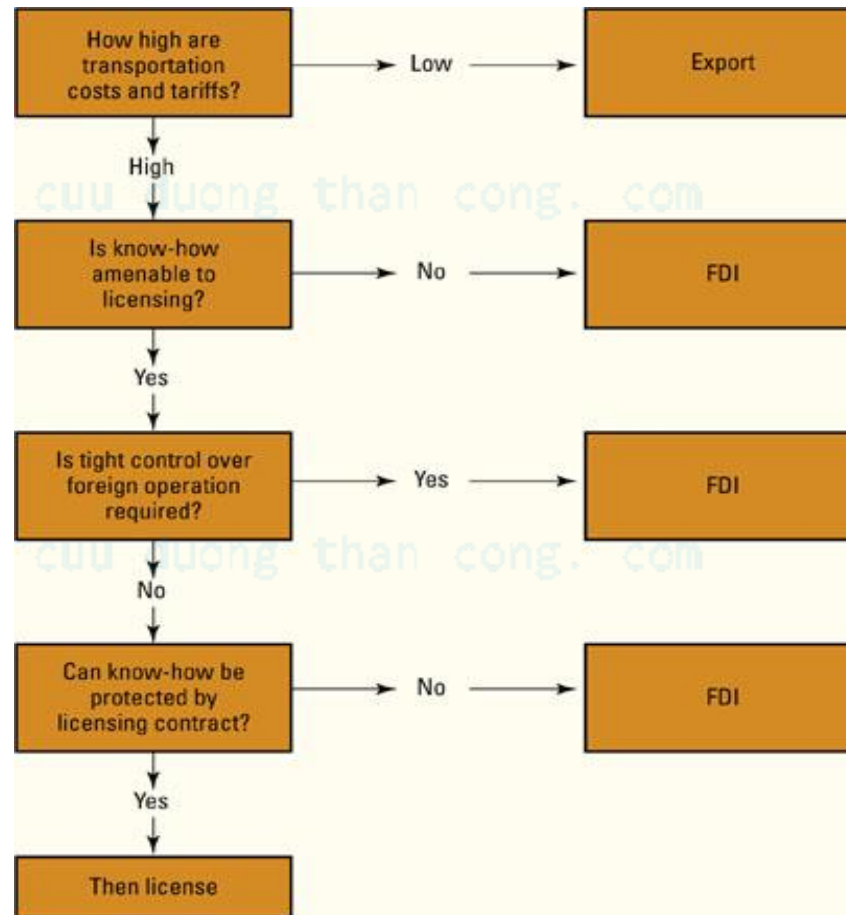 How high are
transportation
costs and tariffs?
Low
Export
High
cuu duong than cong. com
Is know-how
amenable to
licensing?
No
FDI
Yes
Is tight control over
foreign operation
required?
Yes
FDI
cuu duong than cong. com
No
Can know-how be
protected by
licensing contract?
No
FDI
Yes
Then license